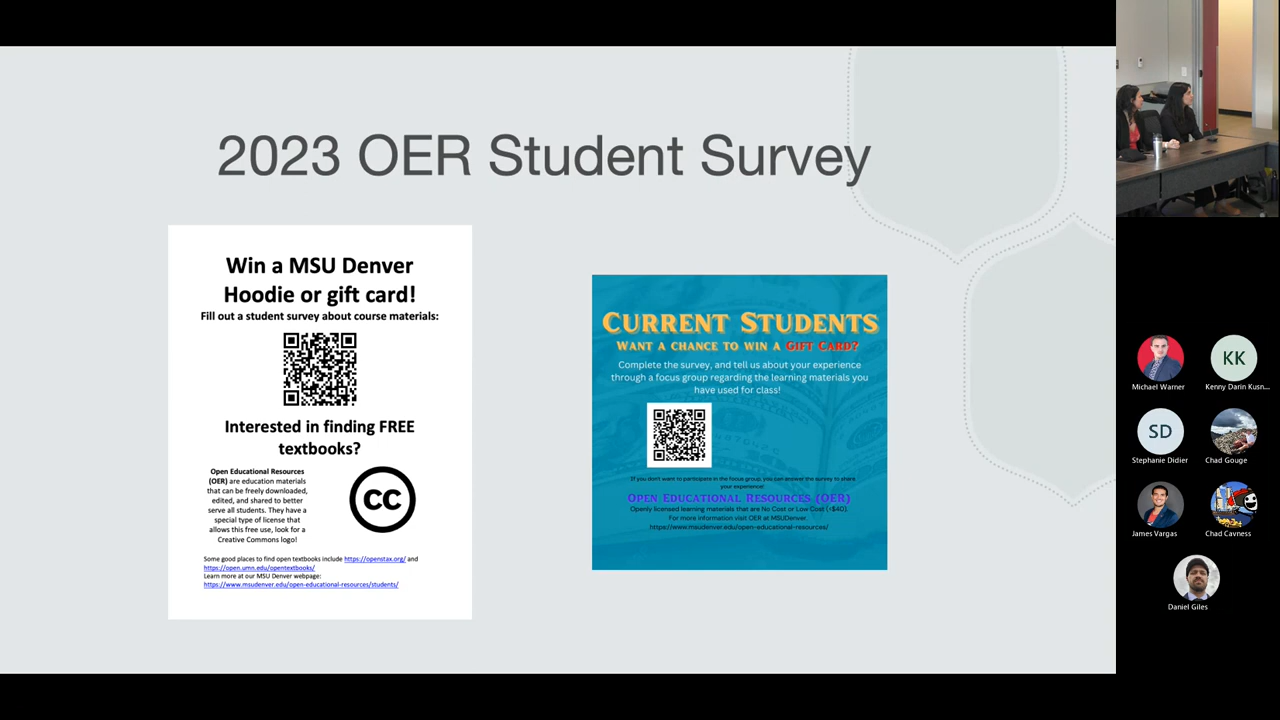 2023 OER Student Survey
Win a MSU Denver
Hoodie or gift card!
Fill out a student survey about course materials:
Interested in finding FREE
textbooks?
Open Educational Resources
(OER) are education materials
that can be freely downloaded,
edited, and shared to better
serve all students. They have a
special type of license that
allows this free use, look for a
Creative Commons logo!
CC
Some good places to find open textbooks include https://openstax.org/ and
https://open.umn.edu/opentextbooks/
Learn more at our MSU Denver webpage:
https://www.msudenver.edu/open-educational-resources/students/
CURRENT STUDENTS
WANT A CHANCE TO WIN A GIFT CARD?
Complete the survey, and tell us about your experience
through a focus group regarding the learning materials you
have used for class!
If you don't want to participate in the focus group, you can answer the survey to share
your experience!
OPEN EDUCATIONAL RESOURCES (OER)
Openly licensed learning materials that are No Cost or Low Cost (<$40).
For more information visit OER at MSUDenver
https://www.msudenver.edu/open-educational-resources/
Michael Warner
KK
Kenny Darin Kusn...
SD
Stephanie Didier
Chad Gouge
James Vargas
Chad Cavness
Daniel Giles